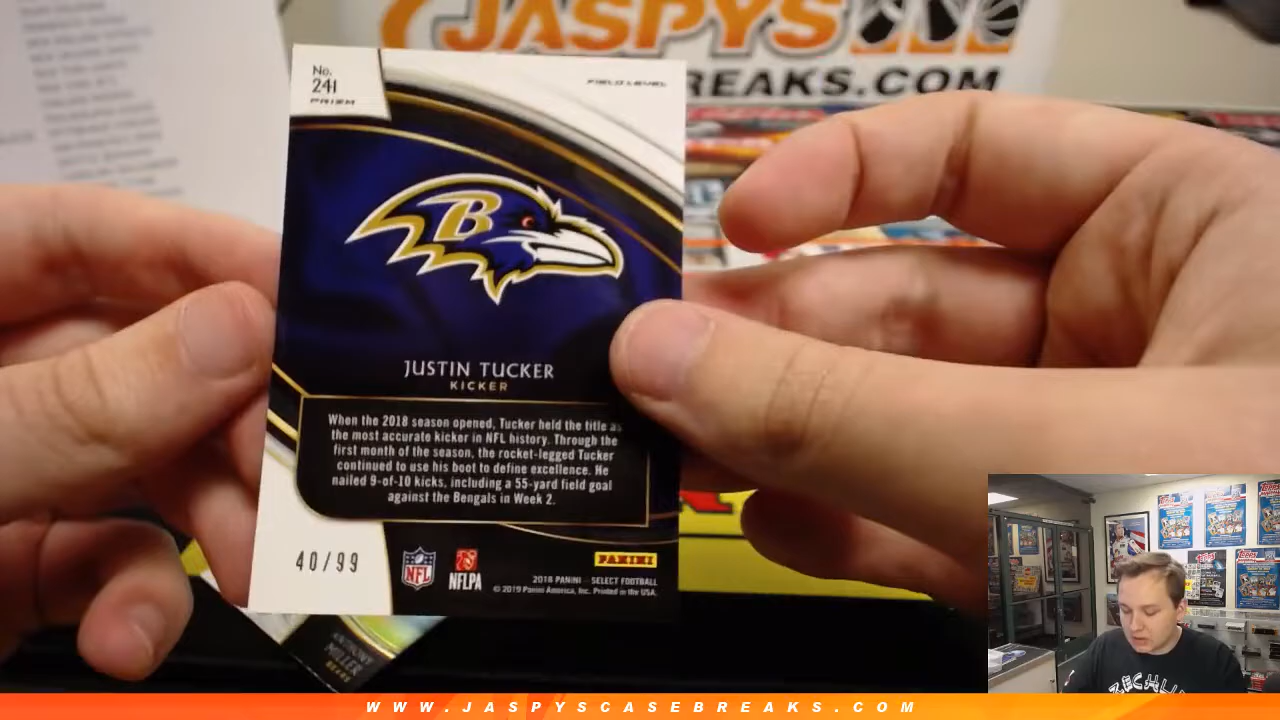 JASPYS
REAKS.COM
No.
241
PRIZM
FIELD LEVEL
B
JUSTIN TUCKER
KICKER
When the 2018 season opened, Tucker held the title as
the most accurate kicker in NFL history. Through the
first month of the season, the rocket-legged Tucker
continued to use his boot to define excellence. He
nailed 9-of-10 kicks, including a 55-yard field goal
against the Bengals in Week 2.
40/99
NFL
NFLPA
PANINI
2018 PANINI - SELECT FOOTBALL
© 2019 Panini America, Inc. Printed in the USA.
ANTHONY
MILLER
BEARS
WWW.JASPYSCASEBREAKS.COM